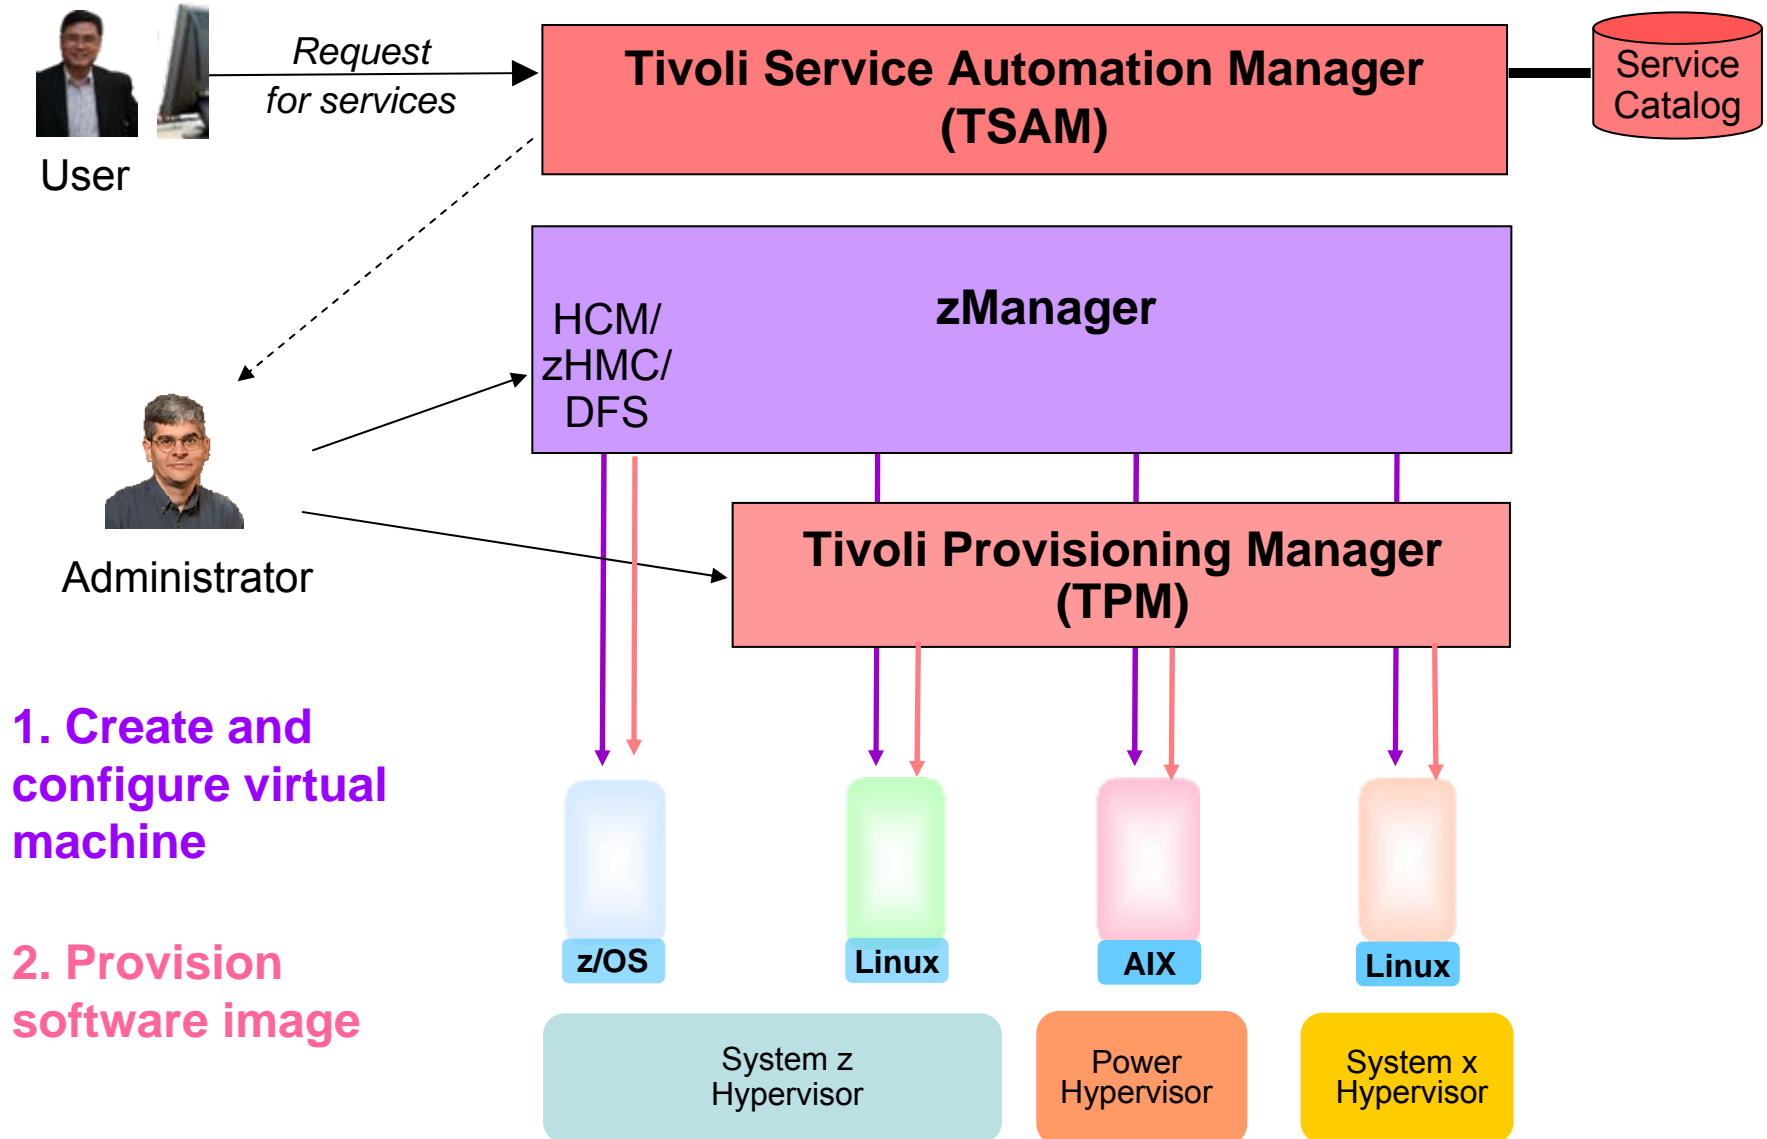 Request
for services
Tivoli Service Automation Manager
(TSAM)
Service
Catalog
User
HCM/
zHMC/
DFS
zManager
Administrator
Tivoli Provisioning Manager
(TPM)
1. Create and
configure virtual
machine
2. Provision
software image
z/OS
Linux
AIX
Linux
System z
Hypervisor
Power
Hypervisor
System x
Hypervisor